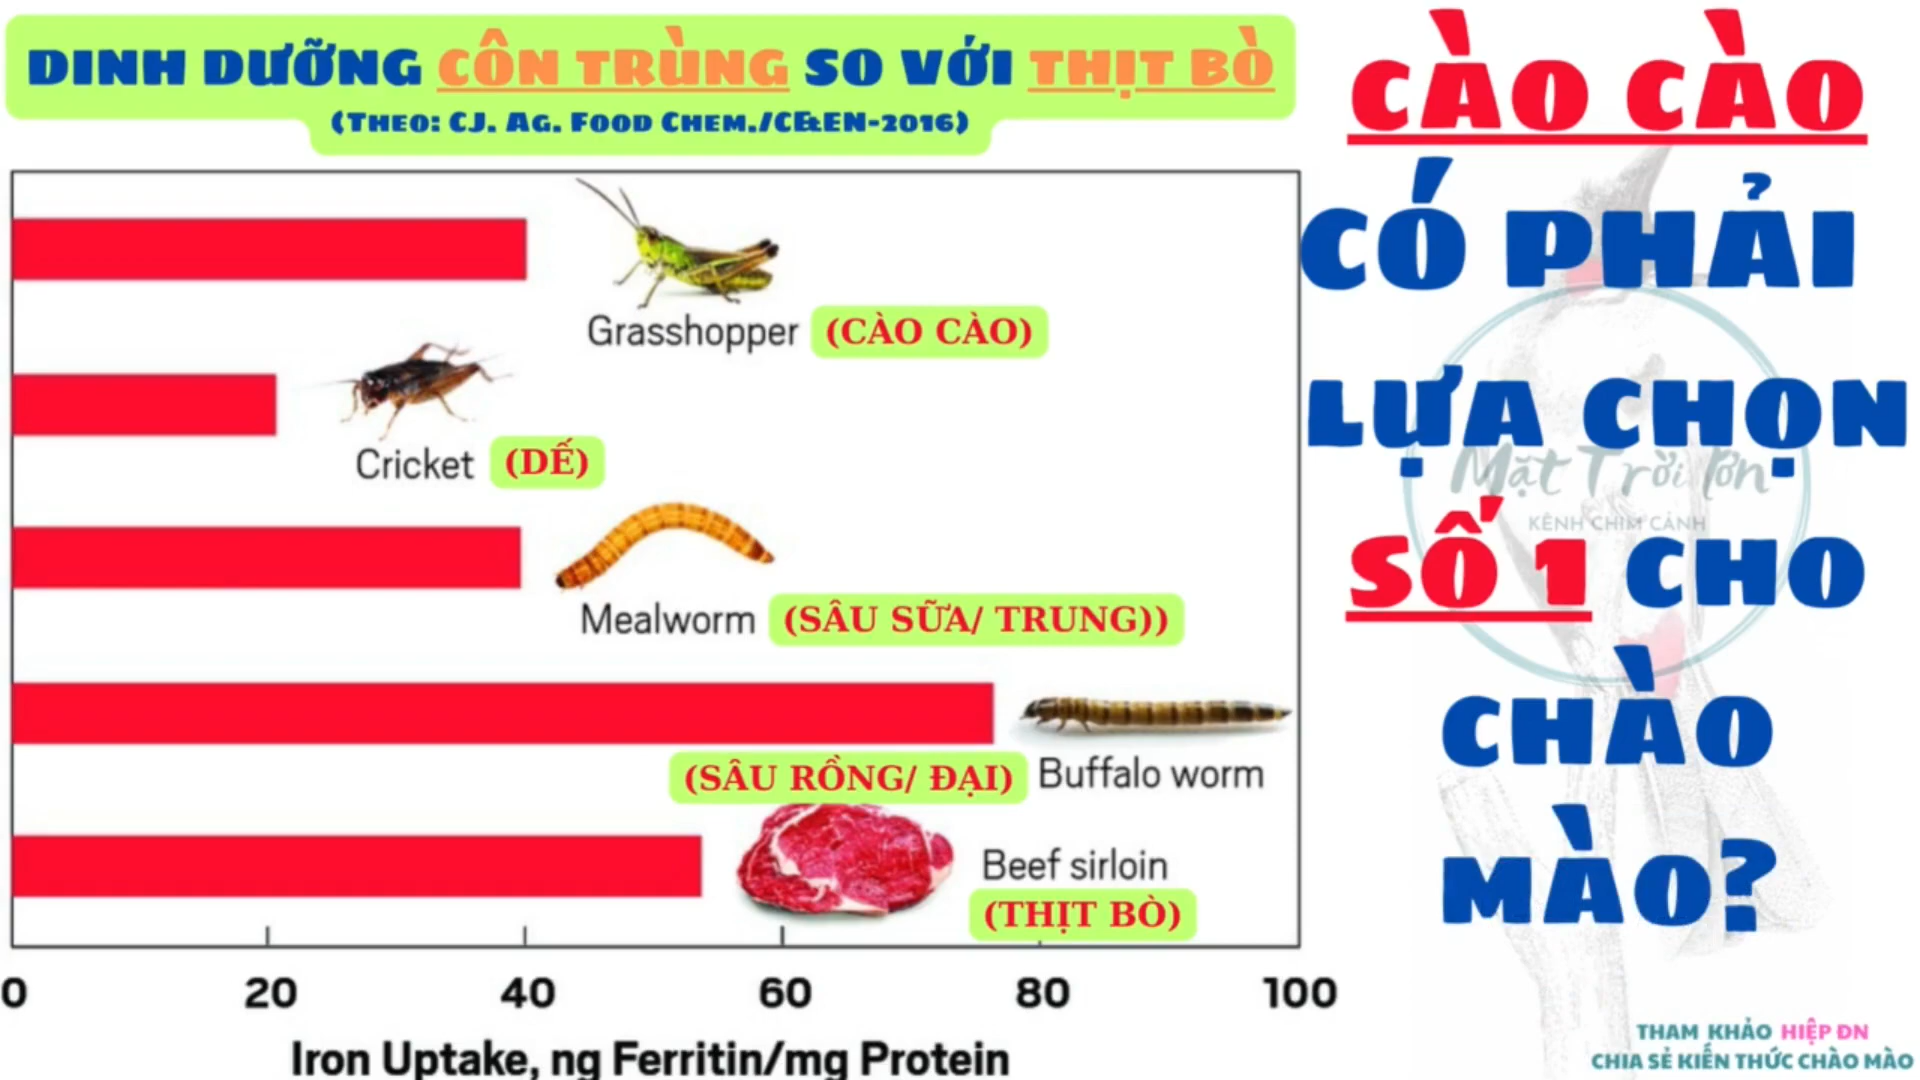 DINH DƯỠNG CÔN TRÙNG SO VỚI THỊT BÒ
(THEO: CJ. AG. FOOD CHEM./CE&EN-2016)
Grasshopper (CÀO CÀO)
Cricket (DẾ)
Mealworm (SÂU SỮA/ TRUNG))
(SÂU RỒNG/ ĐẠI) Buffalo worm
Beef sirloin
(THỊT BÒ)
0 20 40 60 80 100
Iron Uptake, ng Ferritin/mg Protein
CÀO CÀO
CÓ PHẢI
LỰA CHỌN
Mặt Trời Lớn
KÊNH CHIM CẢNH
SỐ 1 CHO
CHÀO
MÀO?
THAM KHẢO HIỆP ĐN
CHIA SẺ KIẾN THỨC CHÀO MÀO